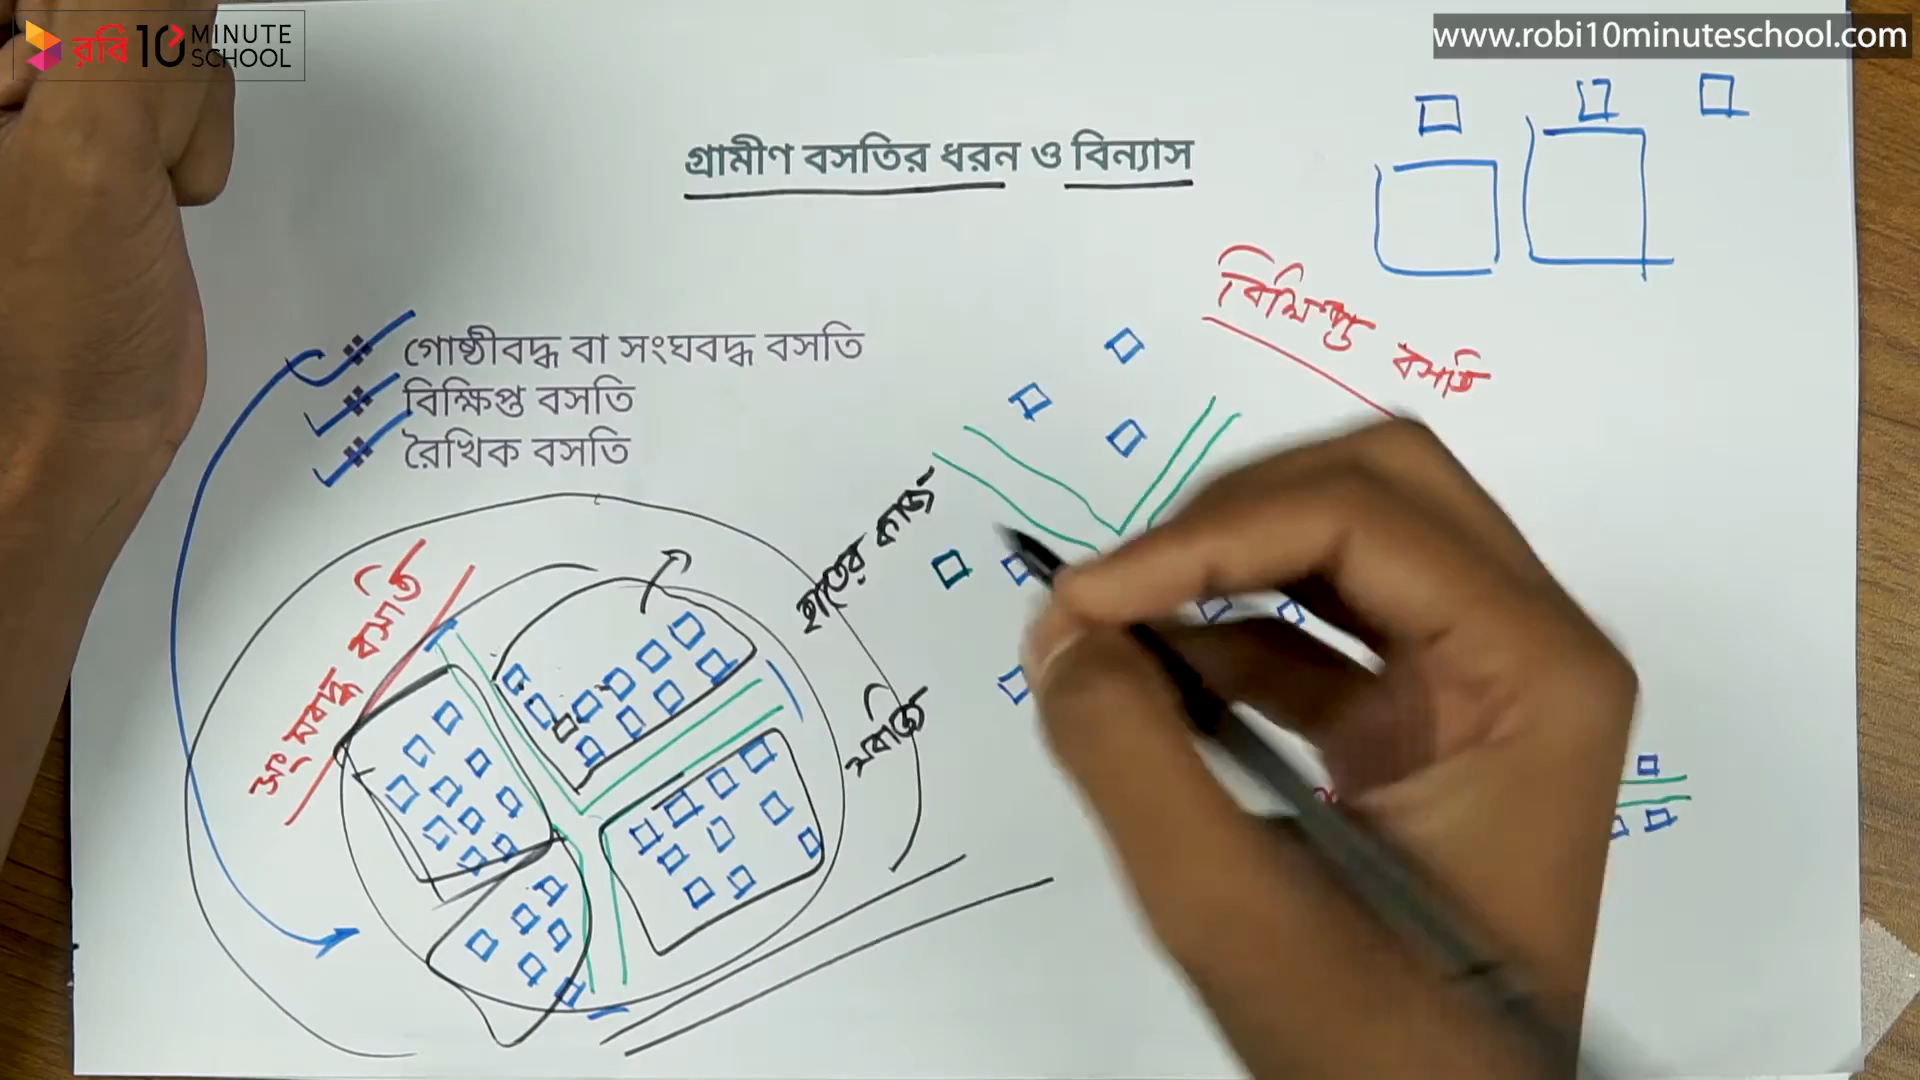 রবি 10 MINUTE SCHOOL
www.robi10minuteschool.com
গ্রামীণ বসতির ধরন ও বিন্যাস
গোষ্ঠীবদ্ধ বা সংঘবদ্ধ বসতি
বিক্ষিপ্ত বসতি
রৈখিক বসতি
বিক্ষিপ্ত বসতি
হাতের কাজ
সংঘবদ্ধ বসতি